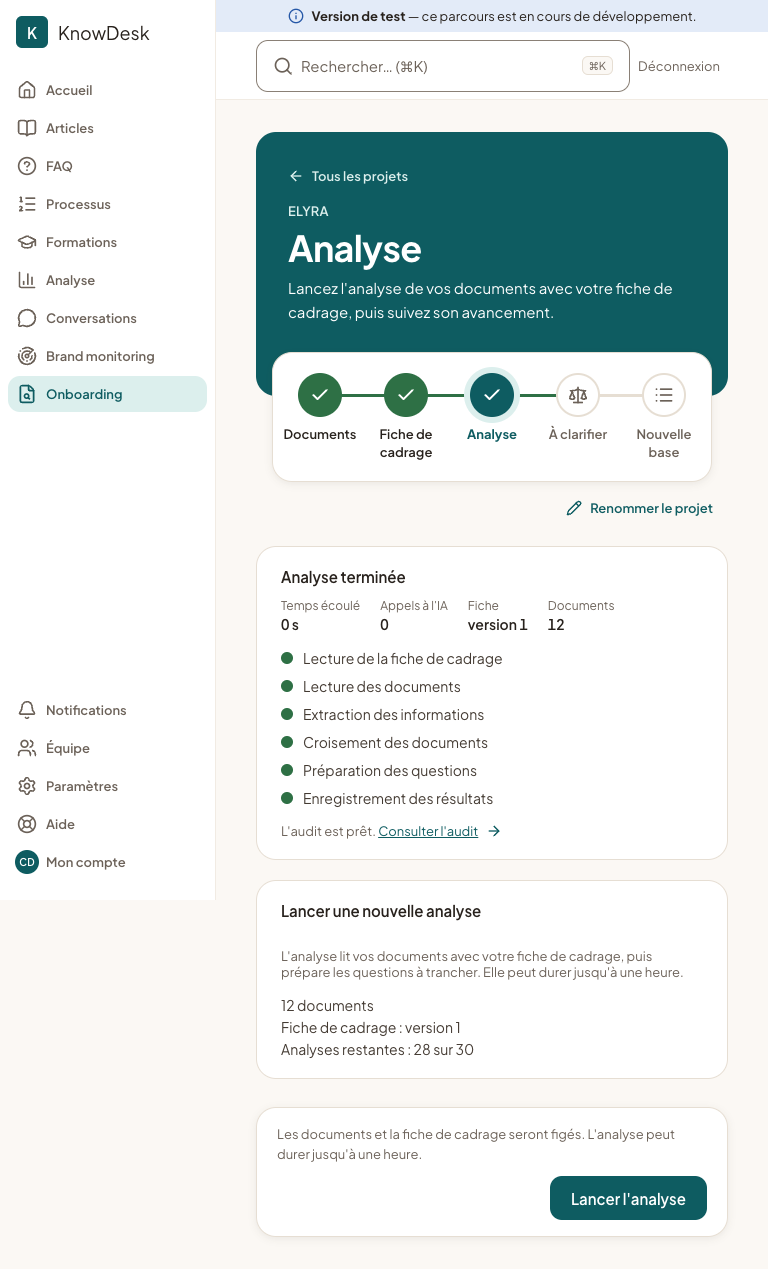 K KnowDesk
Accueil
Articles
FAQ
Processus
Formations
Analyse
Conversations
Brand monitoring
Onboarding
Notifications
Équipe
Paramètres
Aide
CD Mon compte
Version de test — ce parcours est en cours de développement.
Rechercher... (⌘K) ⌘K Déconnexion
Tous les projets
ELYRA
Analyse
Lancez l'analyse de vos documents avec votre fiche de
cadrage, puis suivez son avancement.
Documents
Fiche de
cadrage
Analyse
À clarifier
Nouvelle
base
Renommer le projet
Analyse terminée
Temps écoulé Appels à l'IA Fiche Documents
0 s 0 version 1 12
Lecture de la fiche de cadrage
Lecture des documents
Extraction des informations
Croisement des documents
Préparation des questions
Enregistrement des résultats
L'audit est prêt. Consulter l'audit →
Lancer une nouvelle analyse
L'analyse lit vos documents avec votre fiche de cadrage, puis
prépare les questions à trancher. Elle peut durer jusqu'à une heure.
12 documents
Fiche de cadrage : version 1
Analyses restantes : 28 sur 30
Les documents et la fiche de cadrage seront figés. L'analyse peut
durer jusqu'à une heure.
Lancer l'analyse